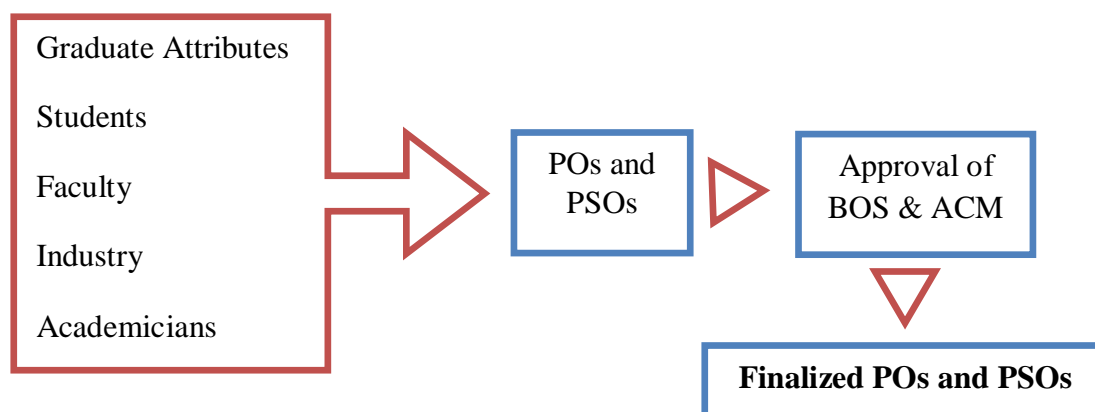 Graduate Attributes
Students
Faculty
Industry
Academicians
POs and
PSOs
Approval of
BOS & ACM
Finalized POs and PSOs